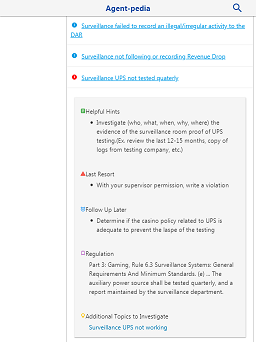 Agent-pedia
Surveillance failed to record an illegal/irregular activity to the
DAR
Surveillance not following or recording Revenue Drop
Surveillance UPS not tested quaterly
Helpful Hints
• Investigate (who, what, when, why, where) the
evidence of the surveillance room proof of UPS
testing.(Ex. review the last 12-15 months, copy of
logs from testing company, etc.)
Last Resort
• With your supervisor permission, write a violation
Follow Up Later
• Determine if the casino policy related to UPS is
adequate to prevent the laspe of the testing
Regulation
Part 3: Gaming, Rule 6.3 Surveillance Systems: General
Requirements And Minimum Standards. (e) ... The
auxiliary power source shall be tested quarterly, and a
report maintained by the surveillance department.
Additional Topics to Investigate
Surveillance UPS not working